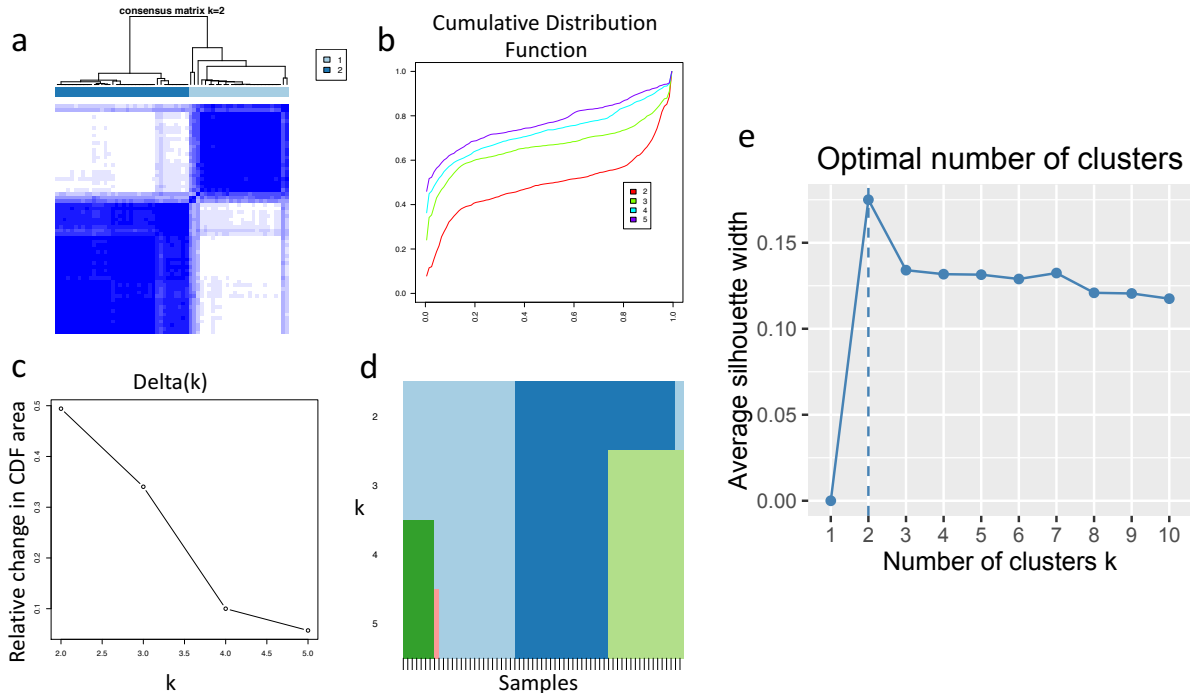 a
consensus matrix k=2
1
2
b
Cumulative Distribution
Function
1.0
0.8
0.6
0.4
0.2
0.0
0.0
0.2
0.4
0.6
0.8
1.0
2
3
4
5
c
Delta(k)
Relative change in CDF area
0.5
0.4
0.3
0.2
0.1
2.0
2.5
3.0
3.5
4.0
4.5
5.0
k
d
2
3
4
5
k
Samples
e
Optimal number of clusters
Average silhouette width
0.15
0.10
0.05
0.00
1 2 3 4 5 6 7 8 9 10
Number of clusters k